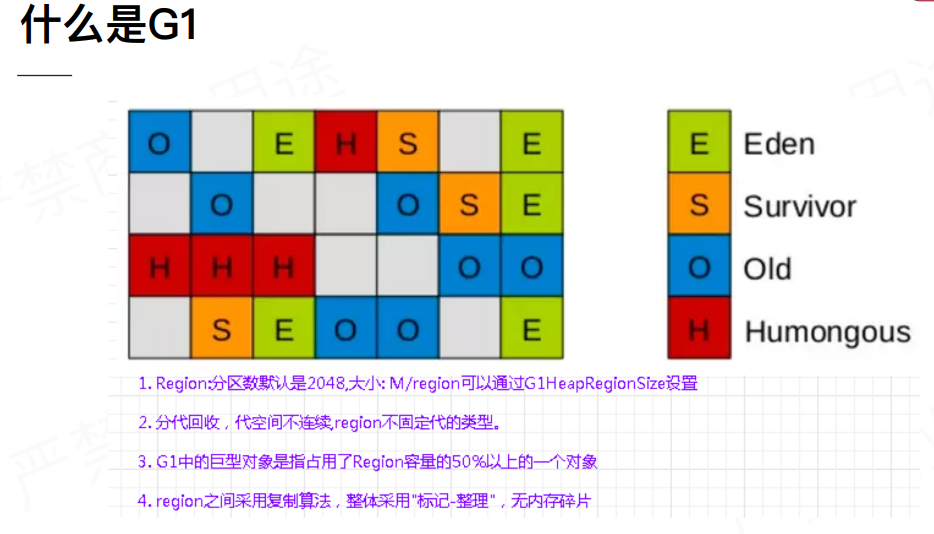 什么是G1
O E H S E
O O S E
H H H O O
S E O O E
E Eden
S Survivor
O Old
H Humongous
1. Region:分区数默认是2048,大小: M/region可以通过G1HeapRegionSize设置
2. 分代回收，代空间不连续,region不固定代的类型。
3. G1中的巨型对象是指占用了Region容量的50%以上的一个对象
4. region之间采用复制算法，整体采用"标记-整理"，无内存碎片